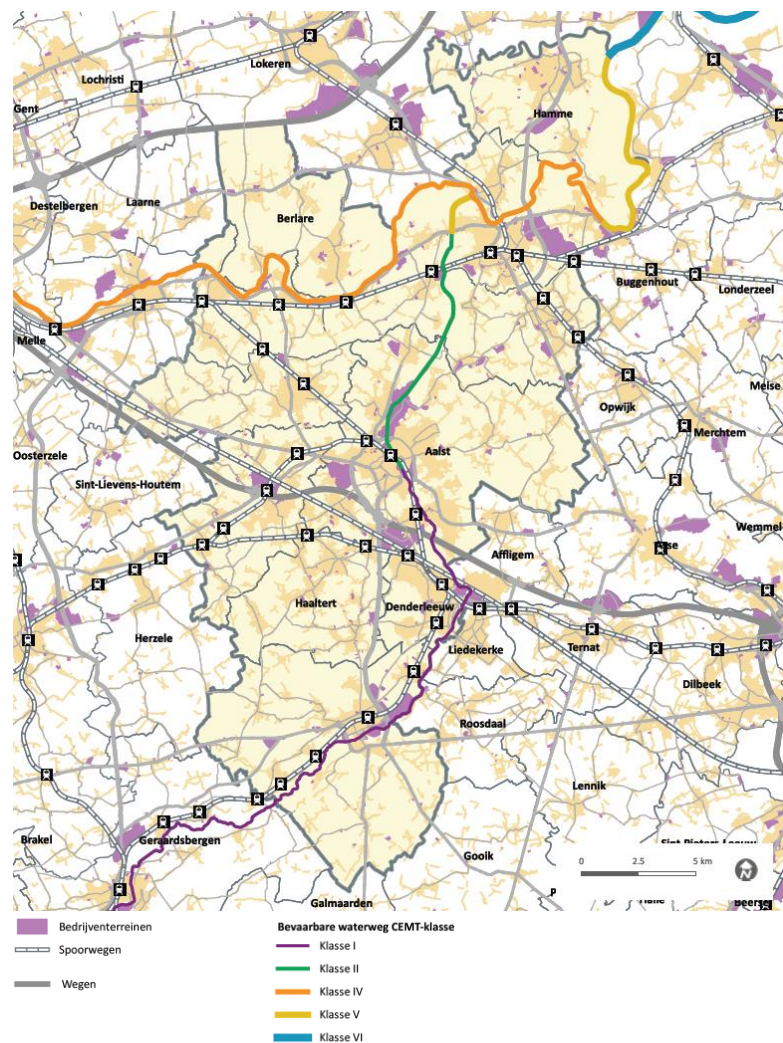 Lokeren
Lochristi
Gent
Hamme
Destelbergen
Laarne
Berlare
Buggenhout
Londerzeel
Melle
Meise
Opwijk
Merchtem
Oosterzele
Aalst
Sint-Lievens-Houtem
Wemmel
Affligem
Asse
Haaltert
Denderleeuw
Herzele
Liedekerke
Ternat
Dilbeek
Roosdaal
Lennik
Brakel
Geraardsbergen
Gooik
0 2.5 5 km
N
Galmaarden
Bedrijventerreinen
Spoorwegen
Wegen
Bevaarbare waterweg CEMT-klasse
Klasse I
Klasse II
Klasse IV
Klasse V
Klasse VI